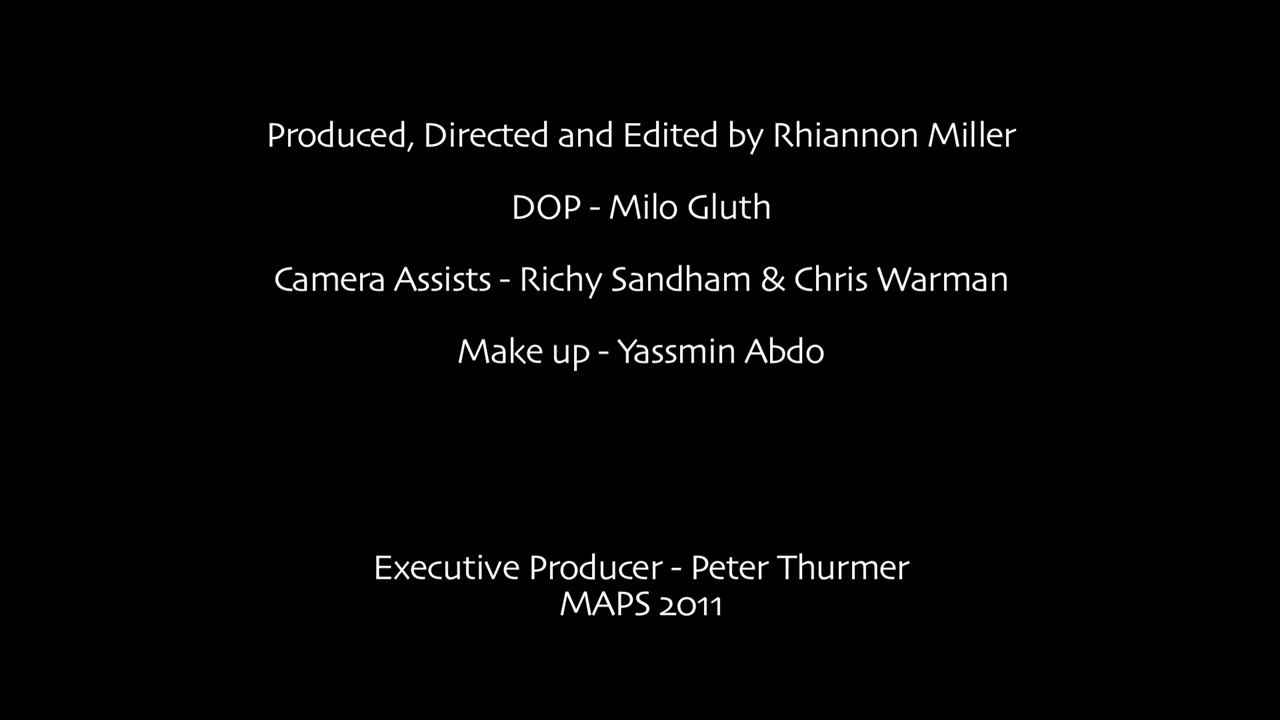 Produced, Directed and Edited by Rhiannon Miller
DOP - Milo Gluth
Camera Assists - Richy Sandham & Chris Warman
Make up - Yassmin Abdo
Executive Producer - Peter Thurmer
MAPS 2011